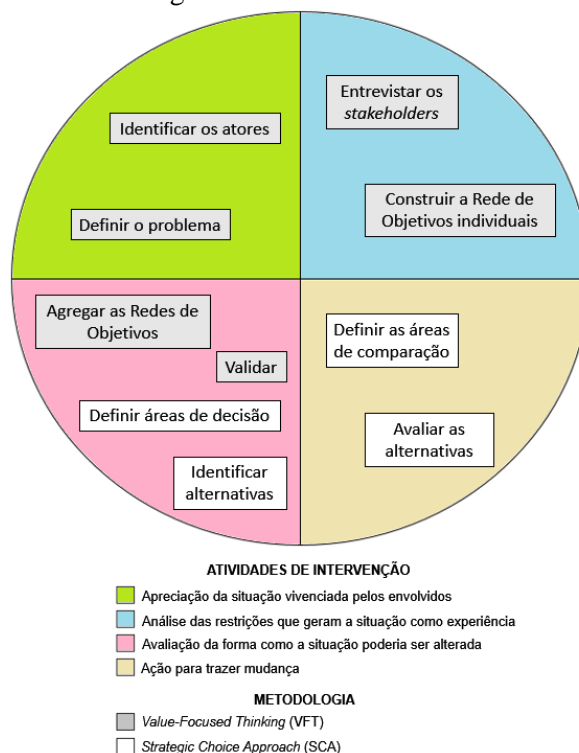 Identificar os atores
Definir o problema
Entrevistar os
stakeholders
Construir a Rede de
Objetivos individuais
Agregar as Redes de
Objetivos
Validar
Definir áreas de decisão
Identificar
alternativas
Definir as áreas
de comparação
Avaliar as
alternativas
ATIVIDADES DE INTERVENÇÃO
Apreciação da situação vivenciada pelos envolvidos
Análise das restrições que geram a situação como experiência
Avaliação da forma como a situação poderia ser alterada
Ação para trazer mudança
METODOLOGIA
Value-Focused Thinking (VFT)
Strategic Choice Approach (SCA)